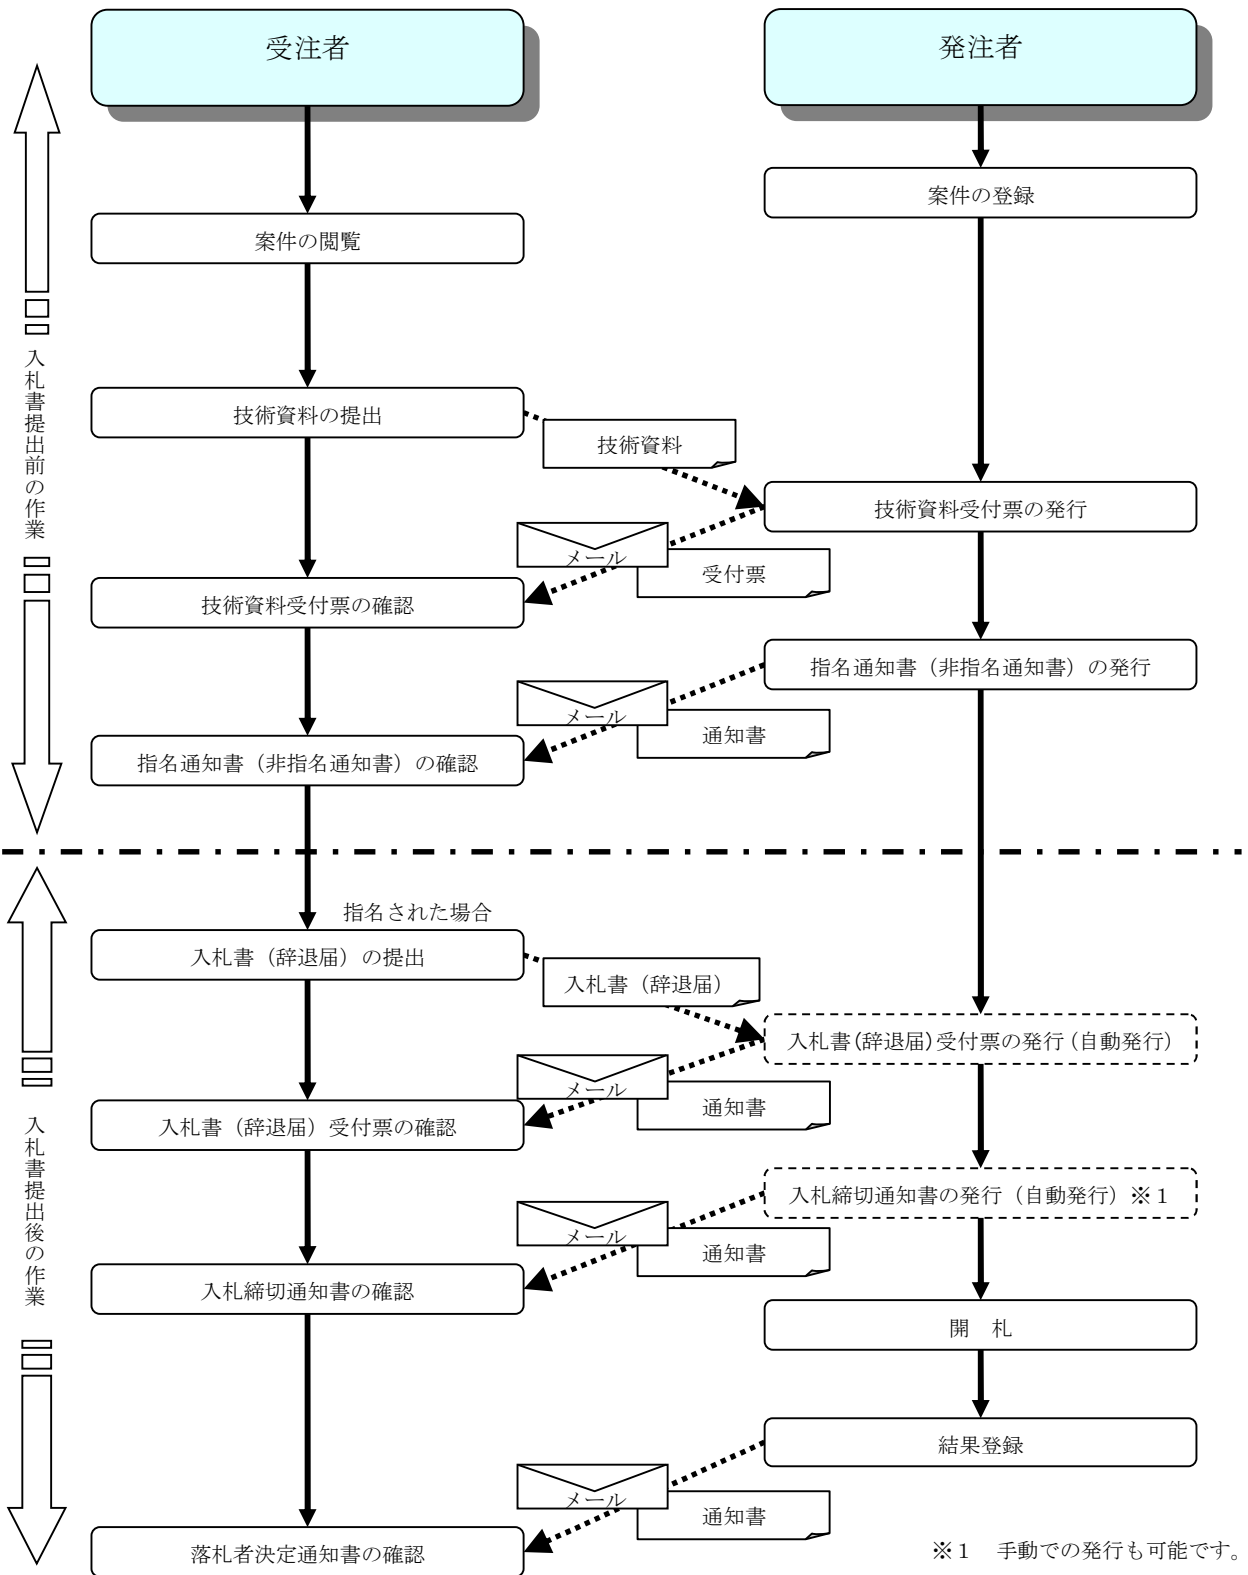 受注者
発注者
案件の登録
案件の閲覧
入札書提出前の作業
技術資料の提出
技術資料
技術資料受付票の発行
メール
受付票
技術資料受付票の確認
指名通知書（非指名通知書）の発行
メール
通知書
指名通知書（非指名通知書）の確認
指名された場合
入札書（辞退届）の提出
入札書（辞退届）
入札書（辞退届）受付票の発行（自動発行）
メール
通知書
入札書（辞退届）受付票の確認
入札書提出後の作業
入札締切通知書の発行（自動発行）※１
メール
通知書
入札締切通知書の確認
開　札
結果登録
メール
通知書
落札者決定通知書の確認
※１　手動での発行も可能です。